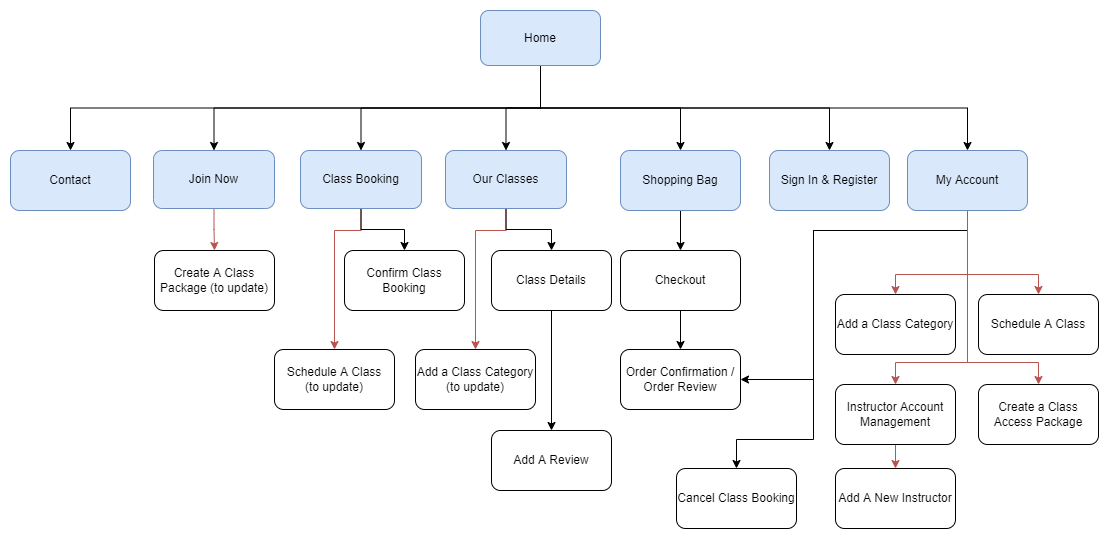 Home
Contact
Join Now
Class Booking
Our Classes
Shopping Bag
Sign In & Register
My Account
Create A Class
Package (to update)
Confirm Class
Booking
Class Details
Checkout
Add a Class Category
Schedule A Class
Schedule A Class
(to update)
Add a Class Category
(to update)
Order Confirmation /
Order Review
Instructor Account
Management
Create a Class
Access Package
Add A Review
Cancel Class Booking
Add A New Instructor